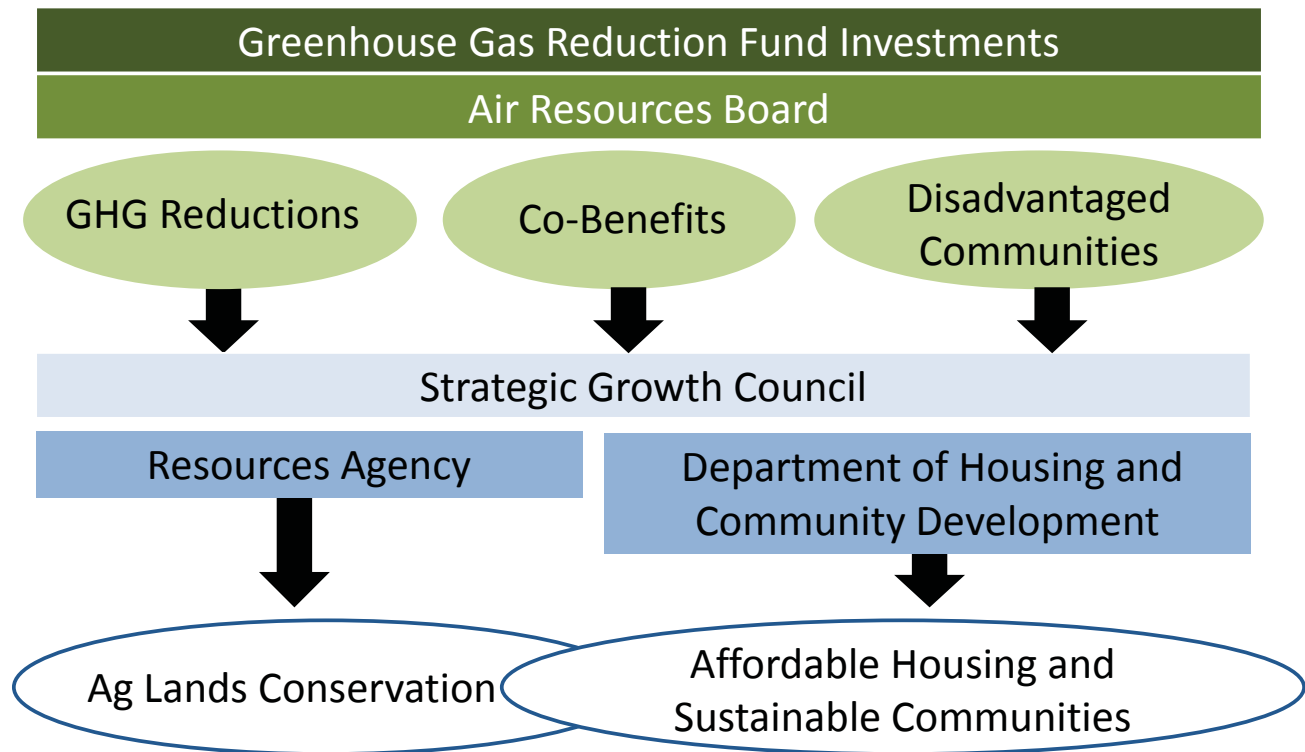 Greenhouse Gas Reduction Fund Investments
Air Resources Board
GHG Reductions
Co-Benefits
Disadvantaged
Communities
Strategic Growth Council
Resources Agency
Department of Housing and
Community Development
Ag Lands Conservation
Affordable Housing and
Sustainable Communities